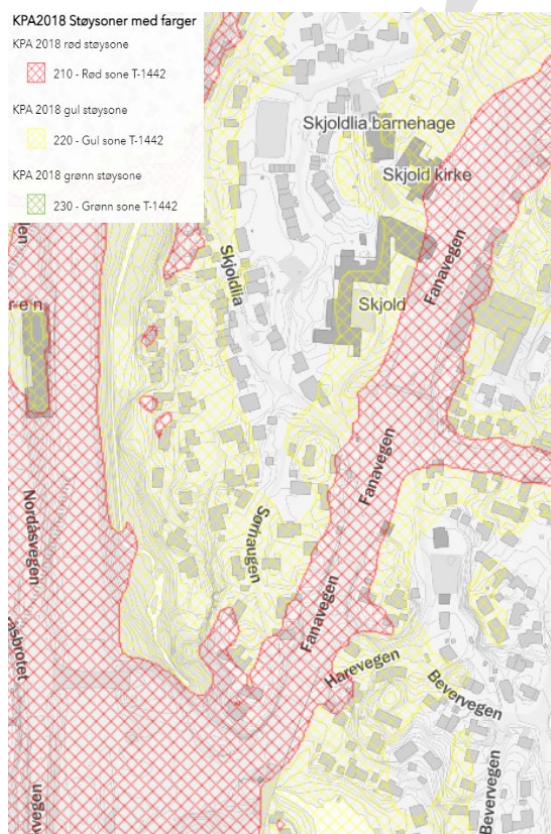 KPA2018 Støysoner med farger
KPA 2018 rød støysone
210 - Rød sone T-1442
KPA 2018 gul støysone
220 - Gul sone T-1442
KPA 2018 grønn støysone
230 - Grønn sone T-1442
Skjoldlia barnehage
Skjold kirke
Fanavegen
Skjoldlia
Skjold
Fanavegen
Nordåsvegen
Sørhaugen
Fanavegen
Harevegen
Bevervegen
Bevervegen